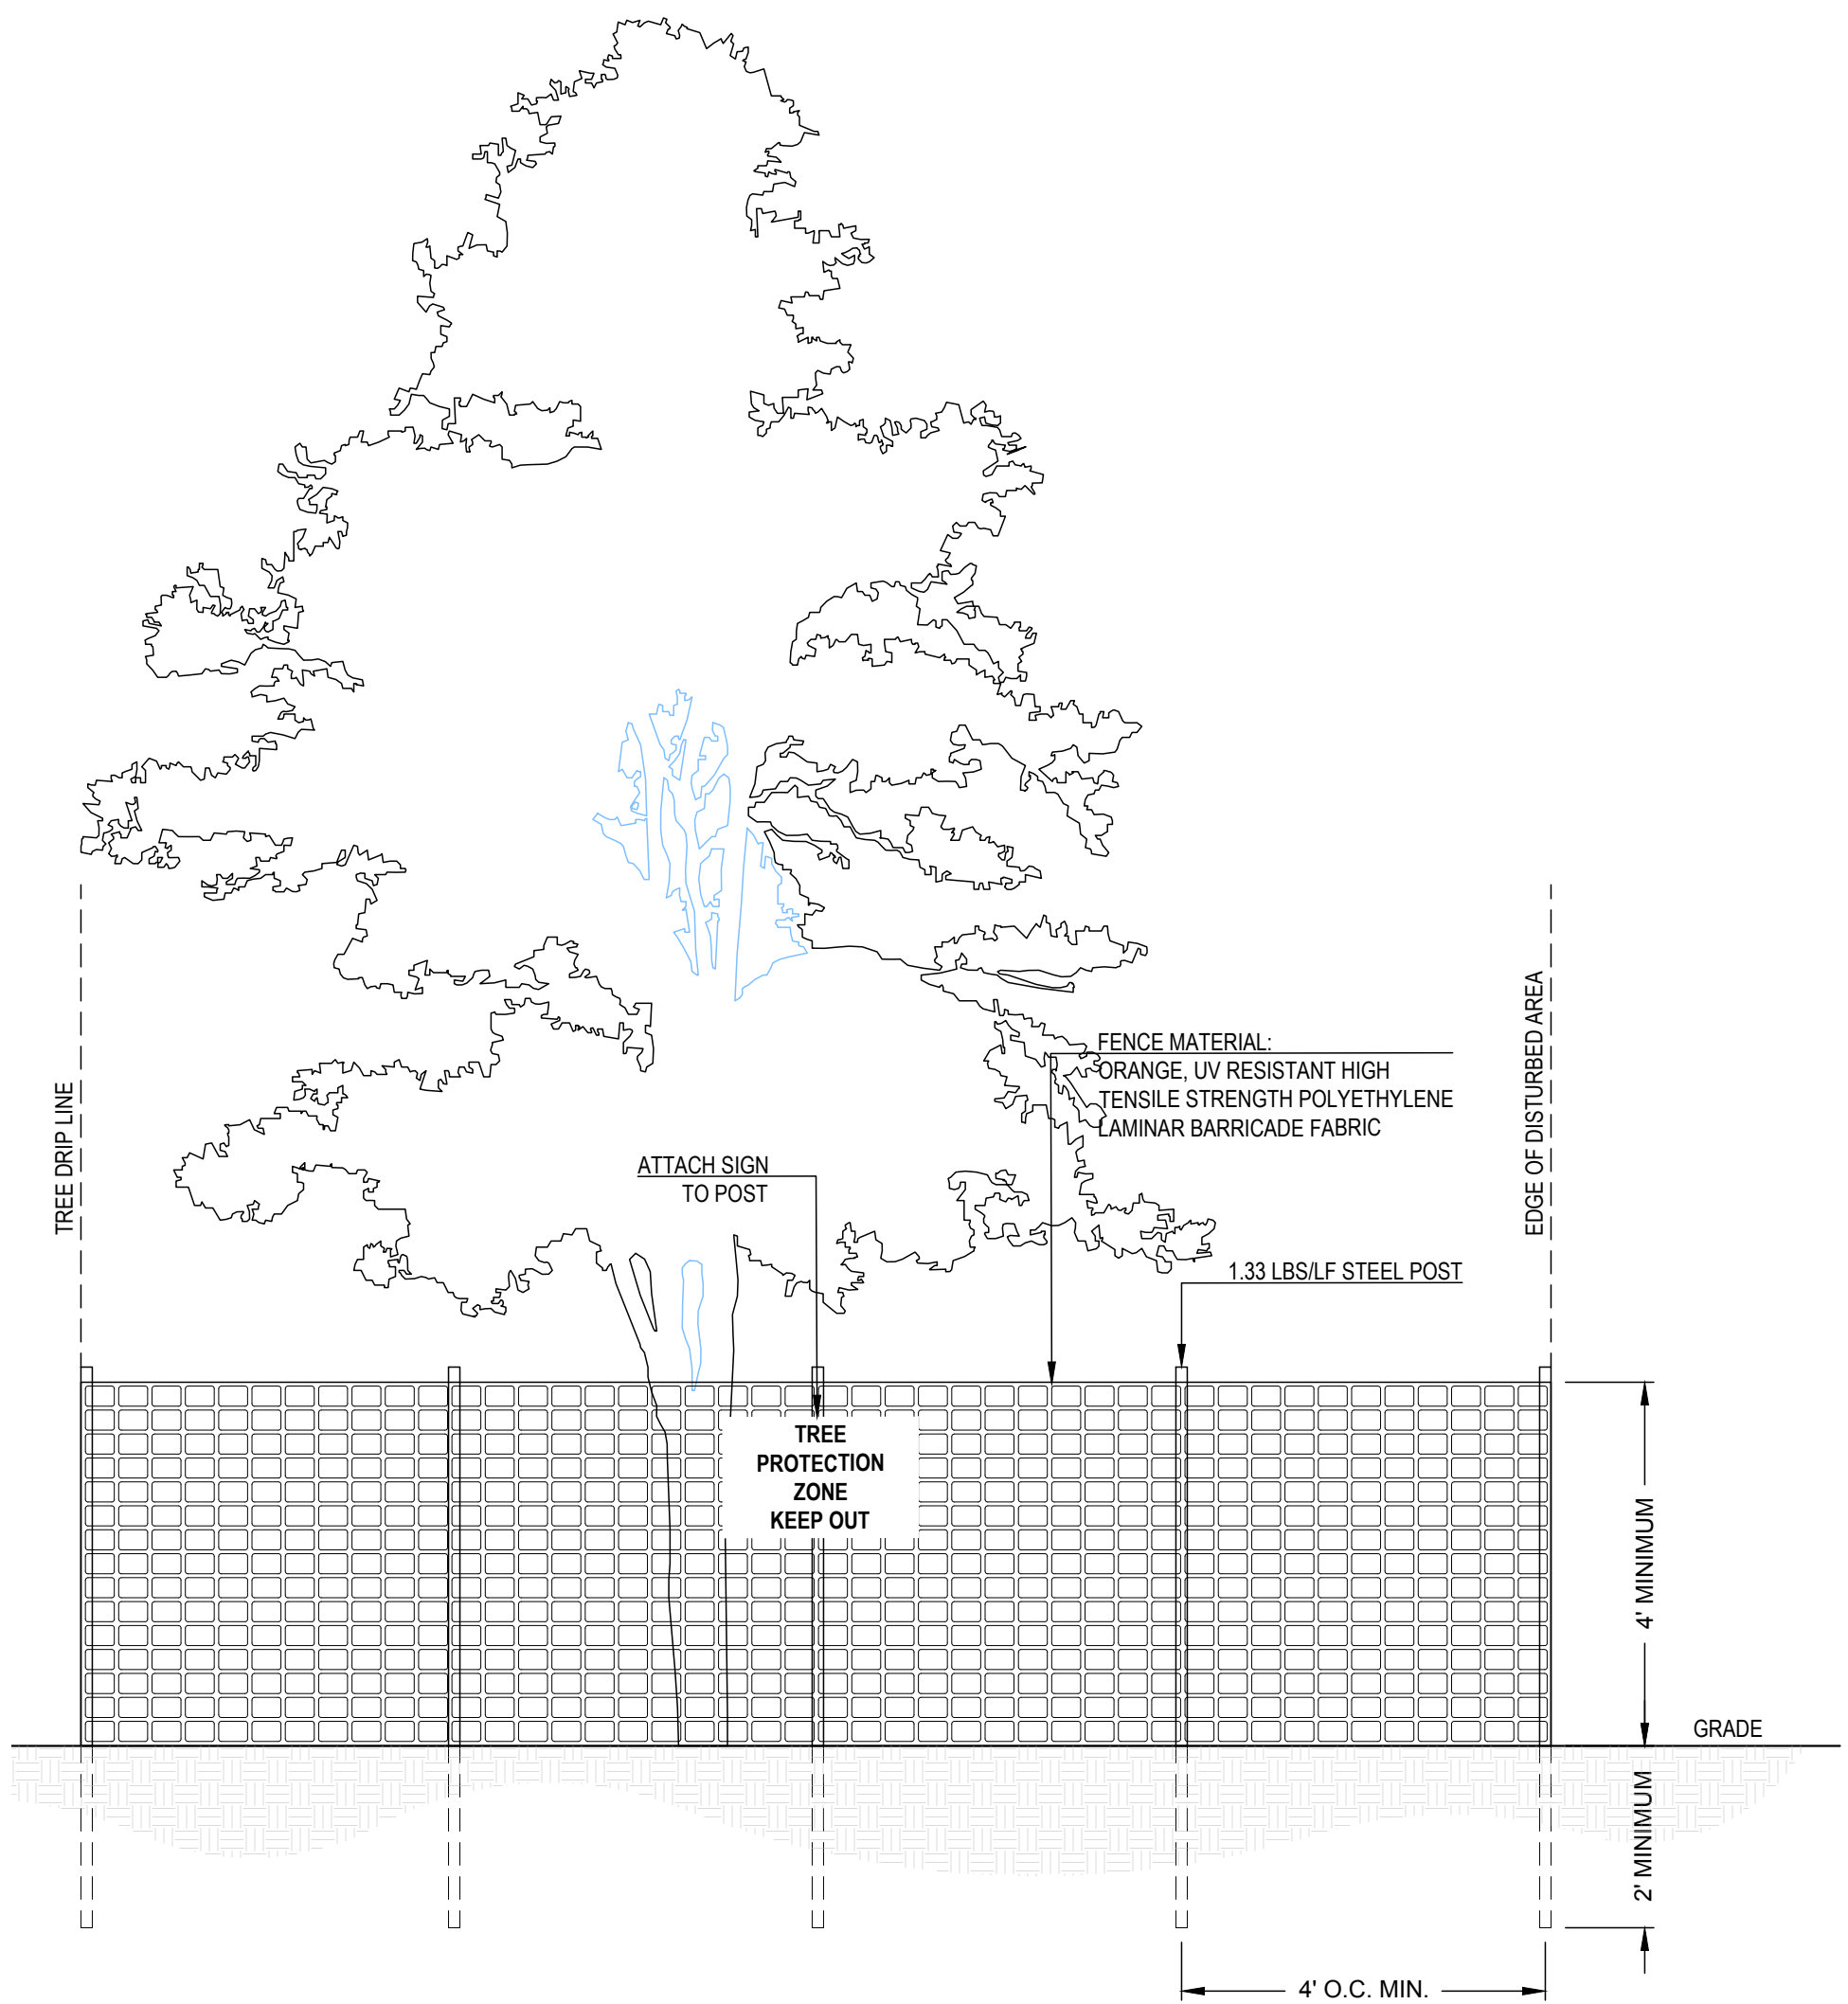 TREE DRIP LINE
EDGE OF DISTURBED AREA
FENCE MATERIAL:
ORANGE, UV RESISTANT HIGH
TENSILE STRENGTH POLYETHYLENE
LAMINAR BARRICADE FABRIC
ATTACH SIGN
TO POST
1.33 LBS/LF STEEL POST
TREE
PROTECTION
ZONE
KEEP OUT
4' MINIMUM
GRADE
2' MINIMUM
4' O.C. MIN.